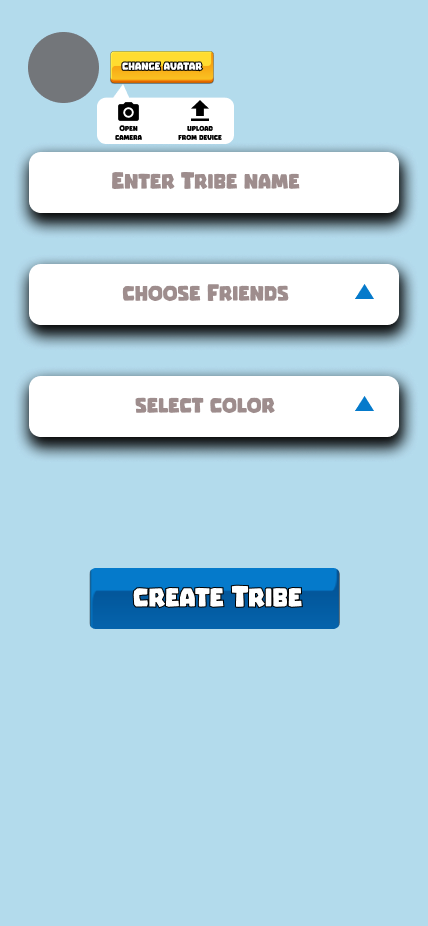 CHANGE AVATAR
OPEN
CAMERA
UPLOAD
FROM DEVICE
ENTER TRIBE NAME
CHOOSE FRIENDS
SELECT COLOR
CREATE TRIBE